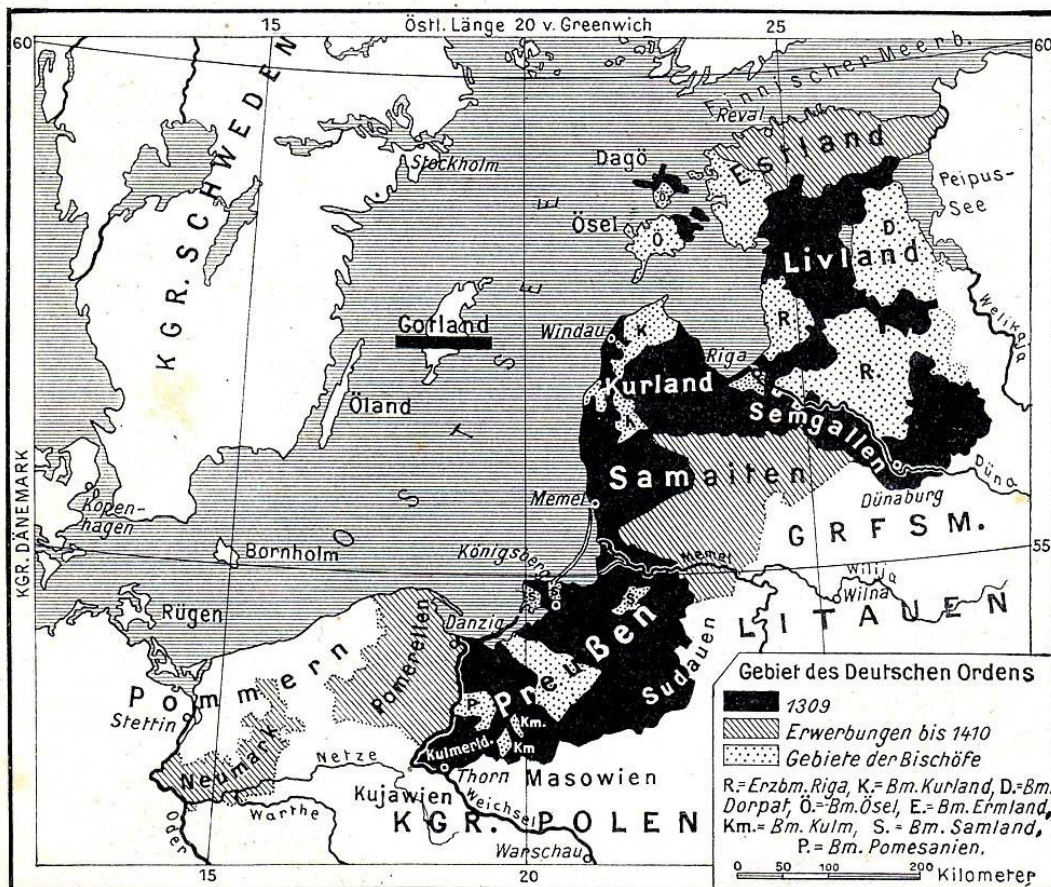 15 Östl. Länge 20 v. Greenwich 25
60
60
Finnischer Meerb.
Reval
Estland
KGR. SCHWEDEN
Stockholm
Dagö
Ö
Peipus-
See
Ösel
Ö
D.
Livland
OSTSEE
Welikaja
Gotland
Windau
K
R
Riga
R
Kurland
Öland
Semgallen
Samaiten
Düna
KGR. DÄNEMARK
Kopen-
hagen
Memel
Dünaburg
GRFSM.
Bornholm
Königsberg
Memel
55
Wilija
Wilna
Rügen
Danzig
LITAUEN
Pommern
Pomerellen
Preußen
Sudauen
Stettin
P
Km.
Km
Neumark
Netze
Kulmerld.
Thorn
Masowien
Kujawien
Weichsel
Warthe
KGR. POLEN
Oder
Warschau
15
20
Gebiet des Deutschen Ordens
1309
Erwerbungen bis 1410
Gebiete der Bischöfe
R.=Erzbm.Riga, K.=Bm.Kurland, D.=Bm.
Dorpat, Ö.=Bm.Ösel, E.=Bm.Ermland,
Km.=Bm.Kulm, S.=Bm.Samland,
P.=Bm.Pomesanien.
0 50 100 200 Kilometer